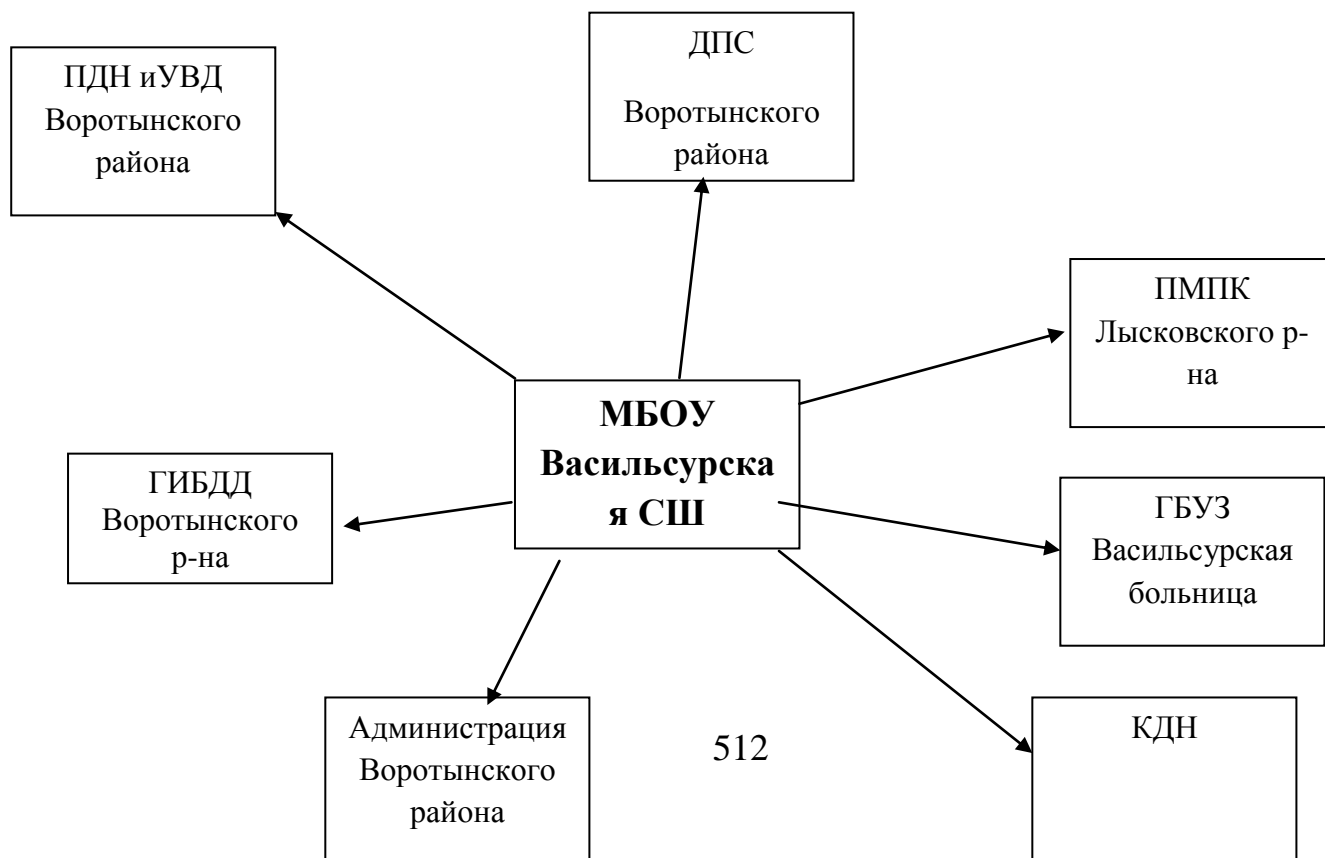 ДПС
Воротынского
района
ПДН иУВД
Воротынского
района
ПМПК
Лысковского р-
на
МБОУ
Васильсурска
я СШ
ГИБДД
Воротынского
р-на
ГБУЗ
Васильсурская
больница
Администрация
Воротынского
района
512
КДН